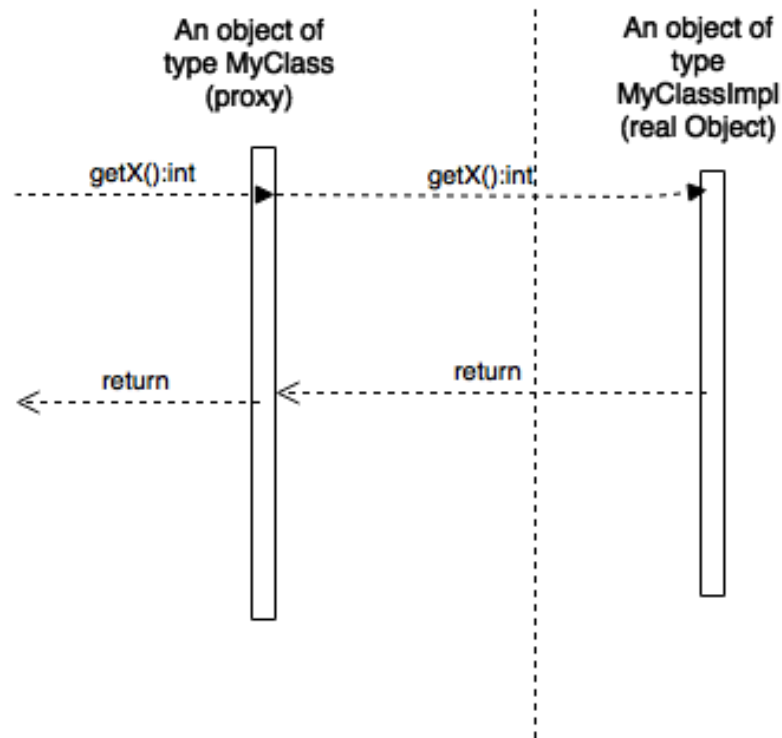 An object of
type MyClass
(proxy)
An object of
type
MyClassImpl
(real Object)
getX():int
getX():int
return
return